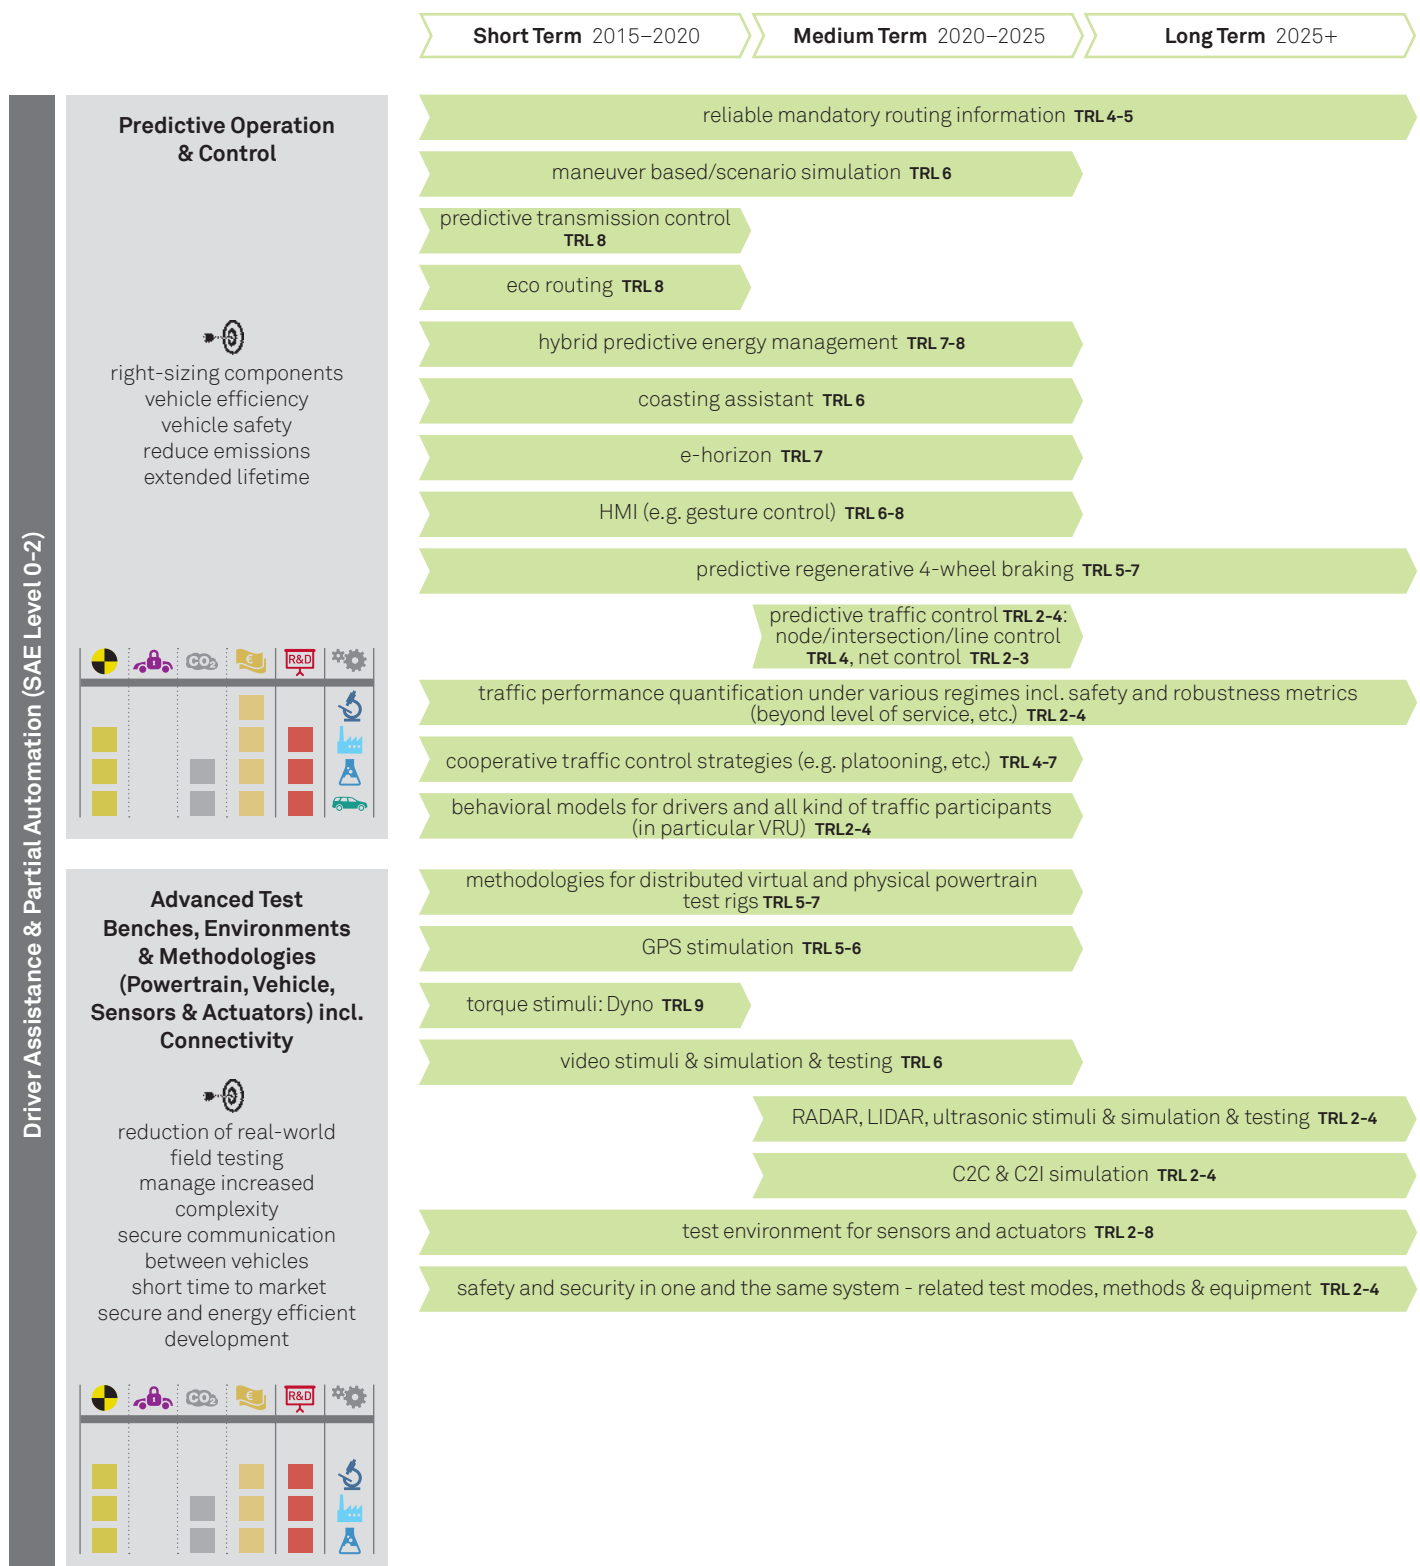 Short Term 2015–2020
Medium Term 2020–2025
Long Term 2025+
Driver Assistance & Partial Automation (SAE Level 0–2)
Predictive Operation
& Control
right-sizing components
vehicle efficiency
vehicle safety
reduce emissions
extended lifetime
CO₂
€
R&D
reliable mandatory routing information TRL 4-5
maneuver based/scenario simulation TRL 6
predictive transmission control
TRL 8
eco routing TRL 8
hybrid predictive energy management TRL 7-8
coasting assistant TRL 6
e-horizon TRL 7
HMI (e.g. gesture control) TRL 6-8
predictive regenerative 4-wheel braking TRL 5-7
predictive traffic control TRL 2-4:
node/intersection/line control
TRL 4, net control TRL 2-3
traffic performance quantification under various regimes incl. safety and robustness metrics
(beyond level of service, etc.) TRL 2-4
cooperative traffic control strategies (e.g. platooning, etc.) TRL 4-7
behavioral models for drivers and all kind of traffic participants
(in particular VRU) TRL2-4
Advanced Test
Benches, Environments
& Methodologies
(Powertrain, Vehicle,
Sensors & Actuators) incl.
Connectivity
reduction of real-world
field testing
manage increased
complexity
secure communication
between vehicles
short time to market
secure and energy efficient
development
CO₂
€
R&D
methodologies for distributed virtual and physical powertrain
test rigs TRL 5-7
GPS stimulation TRL 5-6
torque stimuli: Dyno TRL 9
video stimuli & simulation & testing TRL 6
RADAR, LIDAR, ultrasonic stimuli & simulation & testing TRL 2-4
C2C & C2I simulation TRL 2-4
test environment for sensors and actuators TRL 2-8
safety and security in one and the same system - related test modes, methods & equipment TRL 2-4